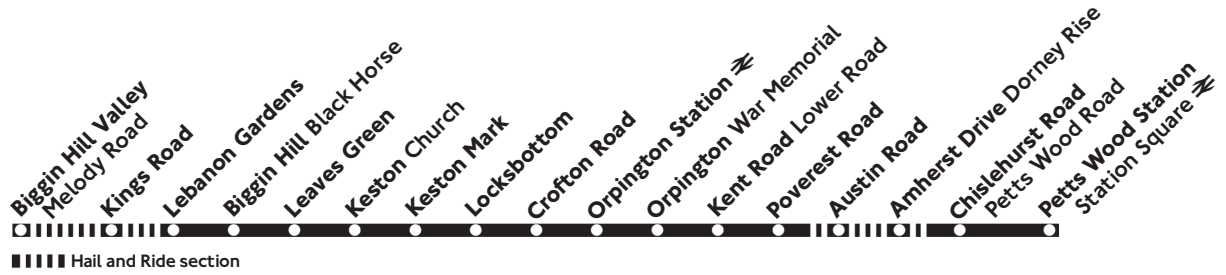 Biggin Hill Valley
Melody Road
Kings Road
Lebanon Gardens
Biggin Hill Black Horse
Leaves Green
Keston Church
Keston Mark
Locksbottom
Crofton Road
Orpington Station
Orpington War Memorial
Kent Road Lower Road
Poverest Road
Austin Road
Amherst Drive Dorney Rise
Chislehurst Road
Petts Wood Road
Petts Wood Station
Station Square
Hail and Ride section